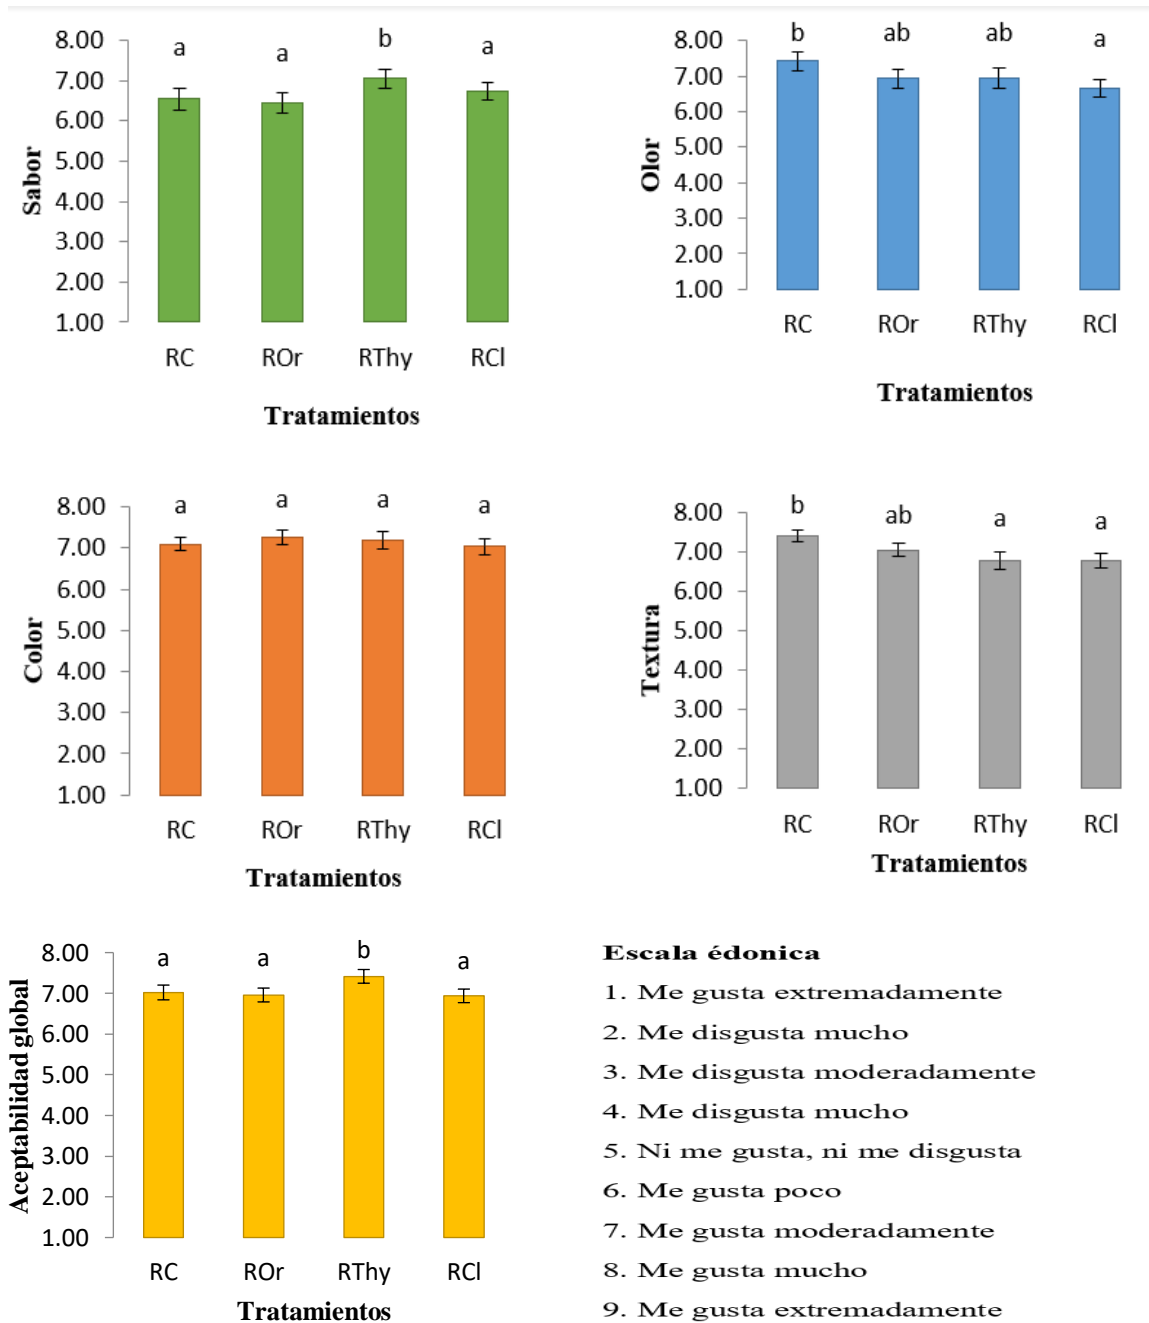 8.00
7.00
6.00
5.00
4.00
3.00
2.00
1.00
Sabor
a a b a
RC ROr RThy RCl
Tratamientos
8.00
7.00
6.00
5.00
4.00
3.00
2.00
1.00
Olor
b ab ab a
RC ROr RThy RCl
Tratamientos
8.00
7.00
6.00
5.00
4.00
3.00
2.00
1.00
Color
a a a a
RC ROr RThy RCl
Tratamientos
8.00
7.00
6.00
5.00
4.00
3.00
2.00
1.00
Textura
b ab a a
RC ROr RThy RCl
Tratamientos
8.00
7.00
6.00
5.00
4.00
3.00
2.00
1.00
Aceptabilidad global
a a b a
RC ROr RThy RCl
Tratamientos
Escala édonica
1. Me gusta extremadamente
2. Me disgusta mucho
3. Me disgusta moderadamente
4. Me disgusta mucho
5. Ni me gusta, ni me disgusta
6. Me gusta poco
7. Me gusta moderadamente
8. Me gusta mucho
9. Me gusta extremadamente